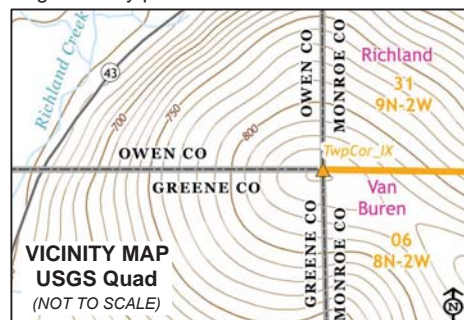 Richland Creek
43
700
750
800
OWEN CO
MONROE CO
Richland
31
9N-2W
TwpCor_IX
OWEN CO
GREENE CO
GREENE CO
MONROE CO
Van
Buren
06
8N-2W
VICINITY MAP
USGS Quad
(NOT TO SCALE)
N